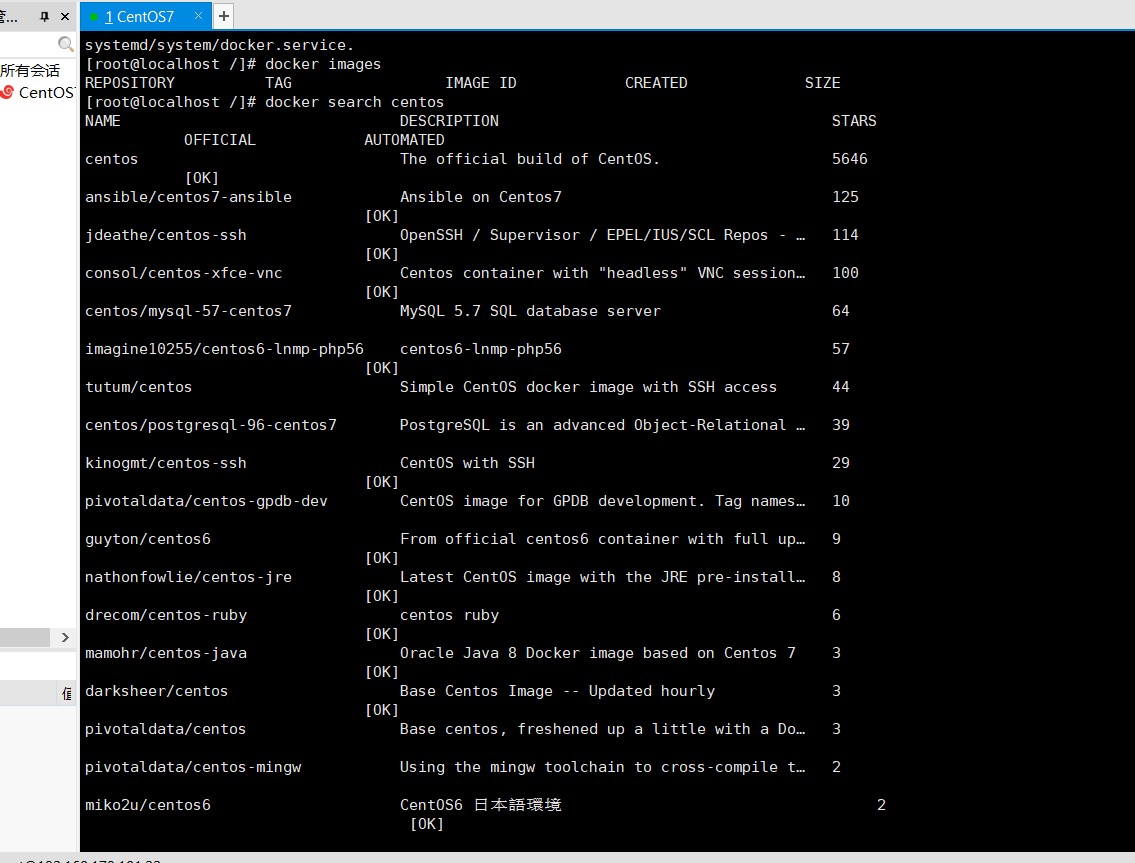 1 CentOS7 × +
所有会话
CentOS7
systemd/system/docker.service.
[root@localhost /]# docker images
REPOSITORY TAG IMAGE ID CREATED SIZE
[root@localhost /]# docker search centos
NAME DESCRIPTION STARS
OFFICIAL AUTOMATED
centos The official build of CentOS. 5646
[OK]
ansible/centos7-ansible Ansible on Centos7 125
[OK]
jdeathe/centos-ssh OpenSSH / Supervisor / EPEL/IUS/SCL Repos - … 114
[OK]
consol/centos-xfce-vnc Centos container with "headless" VNC session… 100
[OK]
centos/mysql-57-centos7 MySQL 5.7 SQL database server 64
imagine10255/centos6-lnmp-php56 centos6-lnmp-php56 57
[OK]
tutum/centos Simple CentOS docker image with SSH access 44
centos/postgresql-96-centos7 PostgreSQL is an advanced Object-Relational … 39
kinogmt/centos-ssh CentOS with SSH 29
[OK]
pivotaldata/centos-gpdb-dev CentOS image for GPDB development. Tag names… 10
guyton/centos6 From official centos6 container with full up… 9
[OK]
nathonfowlie/centos-jre Latest CentOS image with the JRE pre-install… 8
[OK]
drecom/centos-ruby centos ruby 6
[OK]
mamohr/centos-java Oracle Java 8 Docker image based on Centos 7 3
[OK]
darksheer/centos Base Centos Image -- Updated hourly 3
[OK]
pivotaldata/centos Base centos, freshened up a little with a Do… 3
pivotaldata/centos-mingw Using the mingw toolchain to cross-compile t… 2
miko2u/centos6 CentOS6 日本語環境 2
[OK]
值